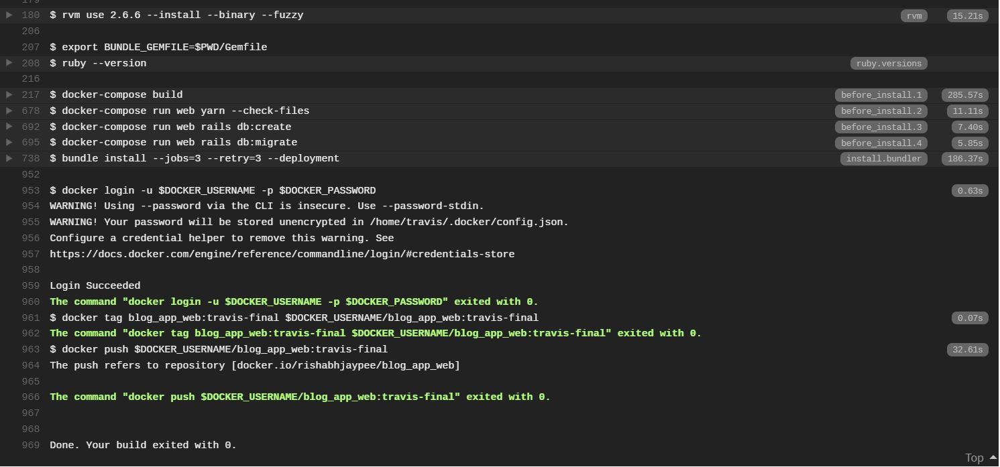 179
180 $ rvm use 2.6.6 --install --binary --fuzzy rvm 15.21s
206
207 $ export BUNDLE_GEMFILE=$PWD/Gemfile
208 $ ruby --version ruby.versions
216
217 $ docker-compose build before_install.1 285.57s
678 $ docker-compose run web yarn --check-files before_install.2 11.11s
692 $ docker-compose run web rails db:create before_install.3 7.40s
695 $ docker-compose run web rails db:migrate before_install.4 5.85s
738 $ bundle install --jobs=3 --retry=3 --deployment install.bundler 186.37s
952
953 $ docker login -u $DOCKER_USERNAME -p $DOCKER_PASSWORD 0.63s
954 WARNING! Using --password via the CLI is insecure. Use --password-stdin.
955 WARNING! Your password will be stored unencrypted in /home/travis/.docker/config.json.
956 Configure a credential helper to remove this warning. See
957 https://docs.docker.com/engine/reference/commandline/login/#credentials-store
958
959 Login Succeeded
960 The command "docker login -u $DOCKER_USERNAME -p $DOCKER_PASSWORD" exited with 0.
961 $ docker tag blog_app_web:travis-final $DOCKER_USERNAME/blog_app_web:travis-final 0.07s
962 The command "docker tag blog_app_web:travis-final $DOCKER_USERNAME/blog_app_web:travis-final" exited with 0.
963 $ docker push $DOCKER_USERNAME/blog_app_web:travis-final 32.61s
964 The push refers to repository [docker.io/rishabhjaypee/blog_app_web]
965
966 The command "docker push $DOCKER_USERNAME/blog_app_web:travis-final" exited with 0.
967
968
969 Done. Your build exited with 0.
Top